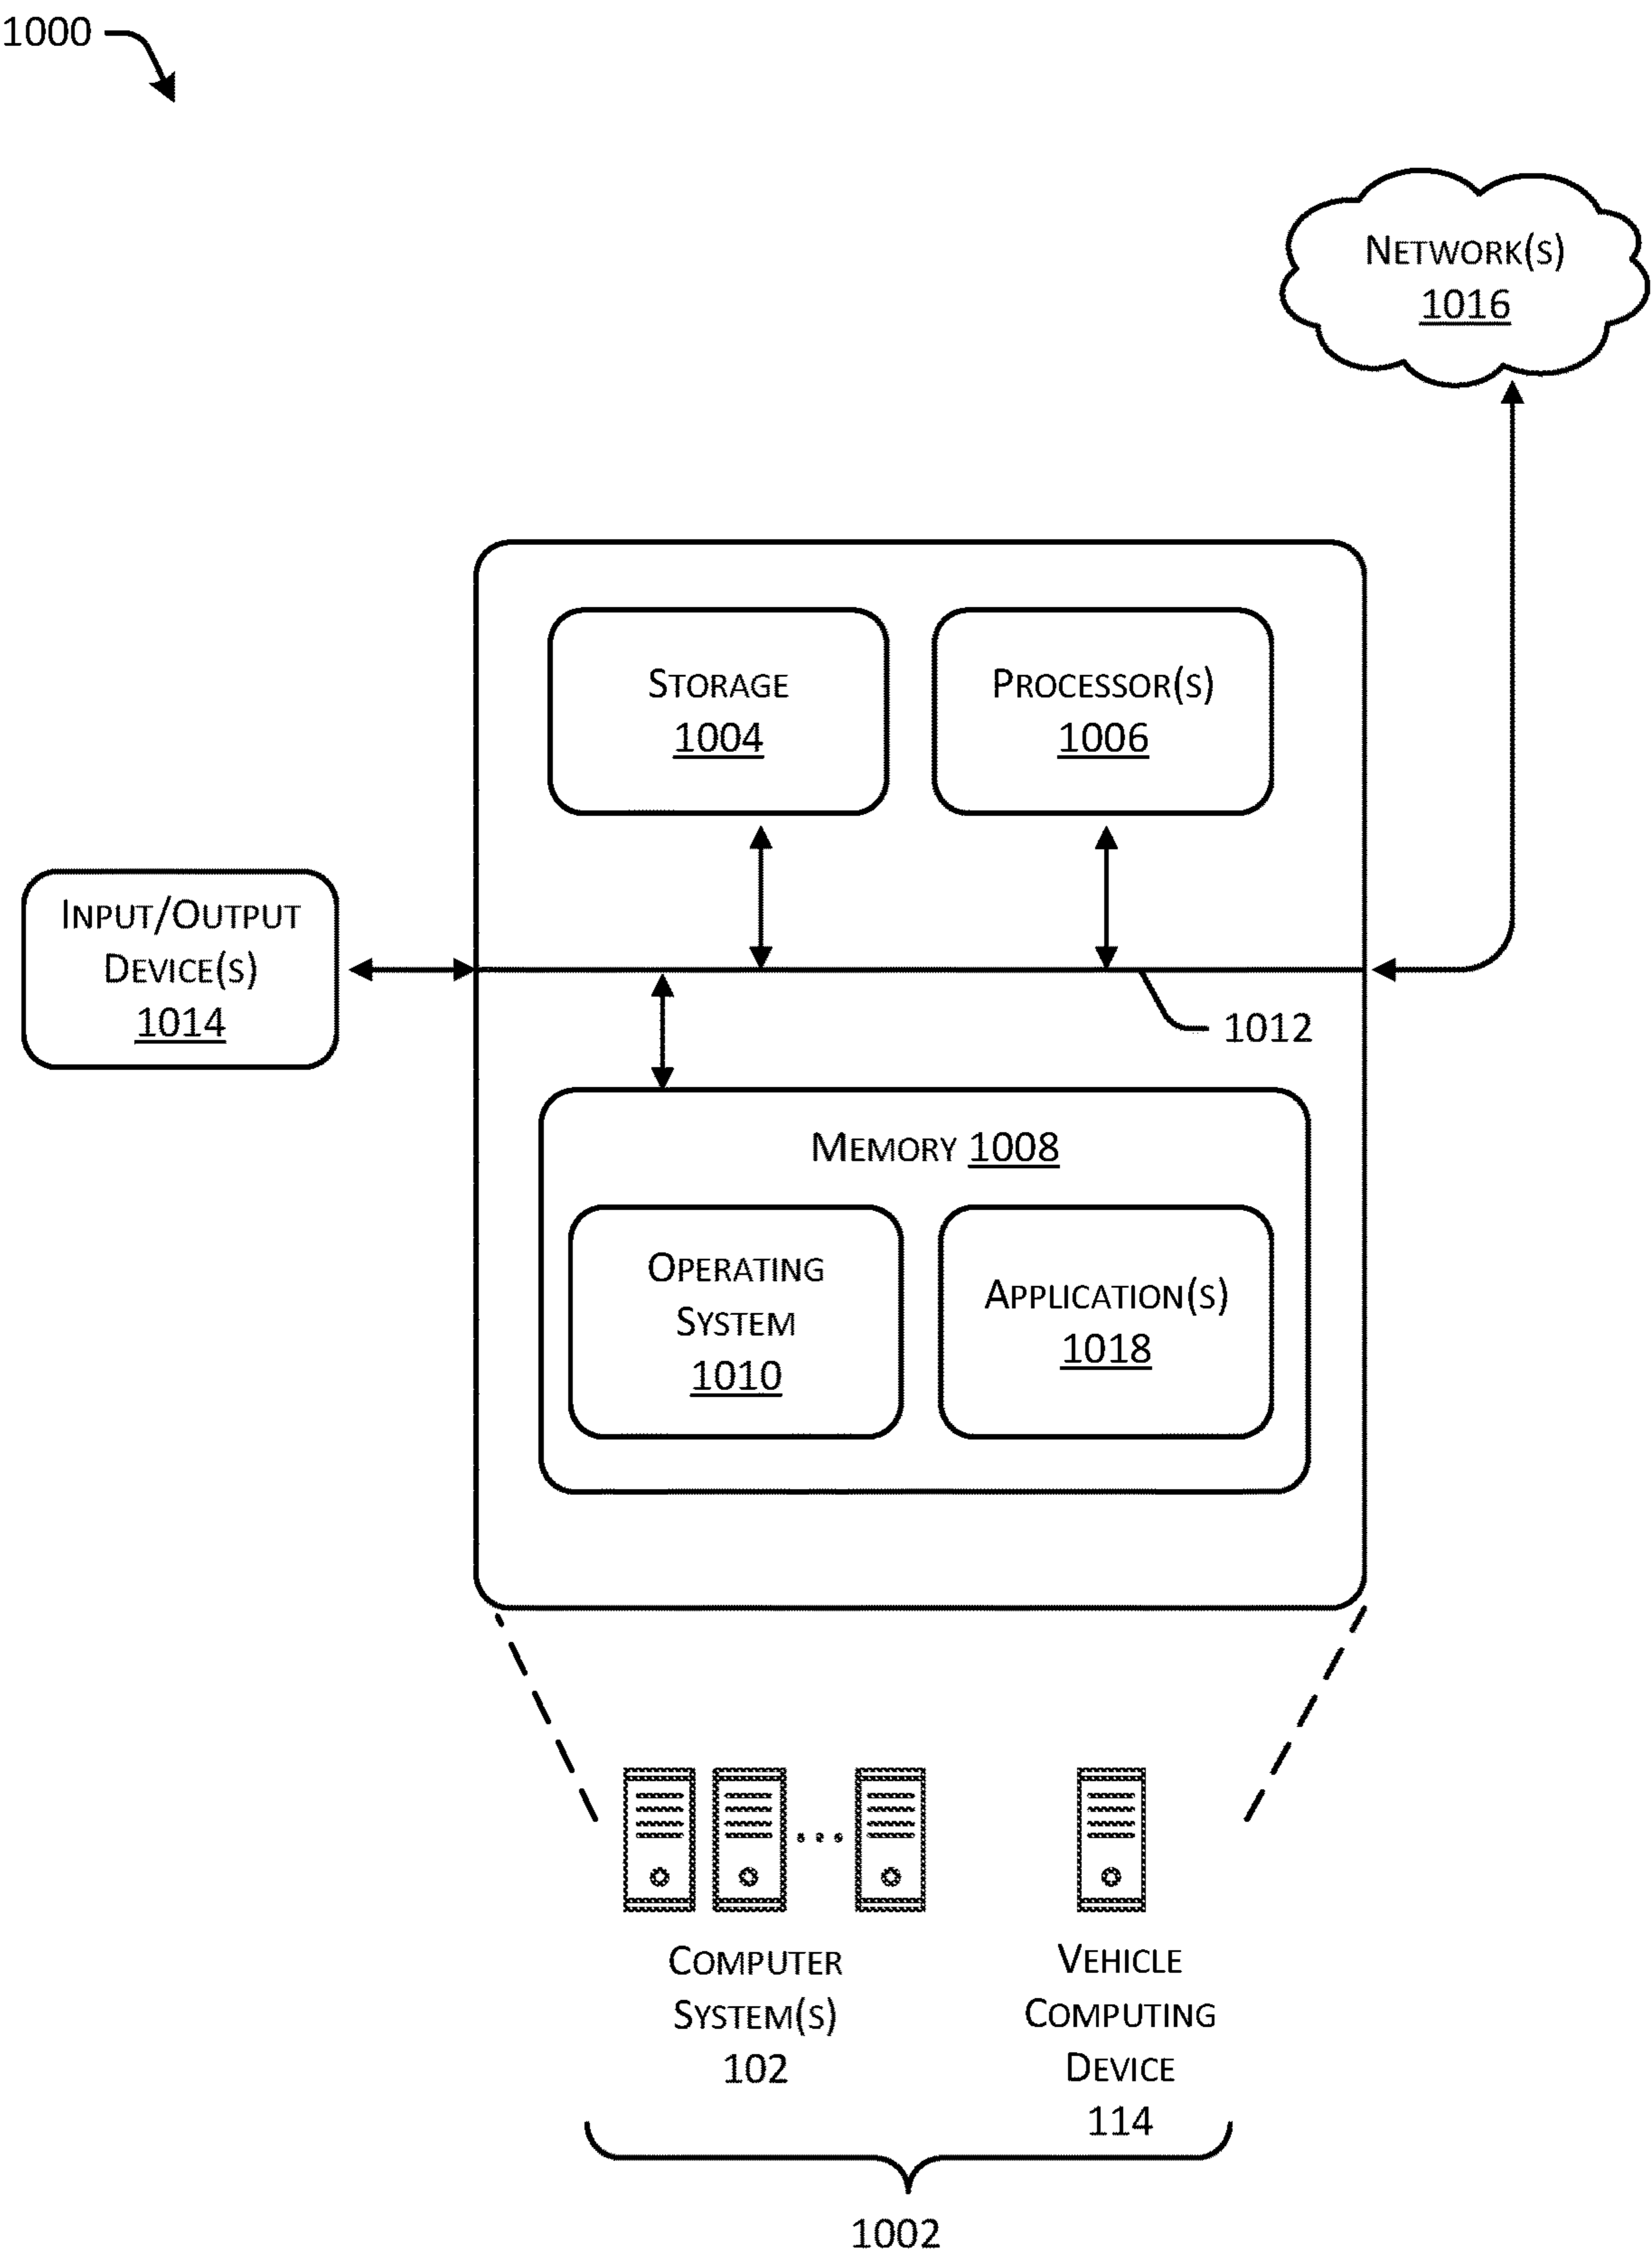 1000
NETWORK(S)
1016
STORAGE
1004
PROCESSOR(S)
1006
INPUT/OUTPUT
DEVICE(S)
1014
1012
MEMORY 1008
OPERATING
SYSTEM
1010
APPLICATION(S)
1018
COMPUTER
SYSTEM(S)
102
VEHICLE
COMPUTING
DEVICE
114
1002